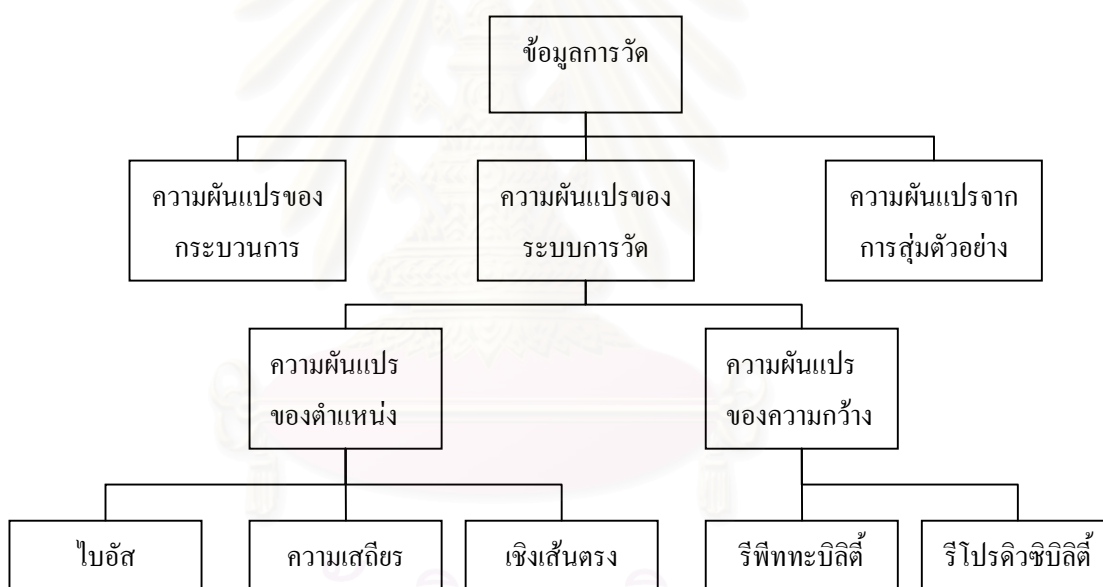 ข้อมูลการวัด
ความผันแปรของ
กระบวนการ
ความผันแปรของ
ระบบการวัด
ความผันแปรจาก
การสุ่มตัวอย่าง
ความผันแปร
ของตำแหน่ง
ความผันแปร
ของความกว้าง
ไบอัส
ความเสถียร
เชิงเส้นตรง
รีพีททะบิลิตี้
รีโปรดิวซิบิลิตี้